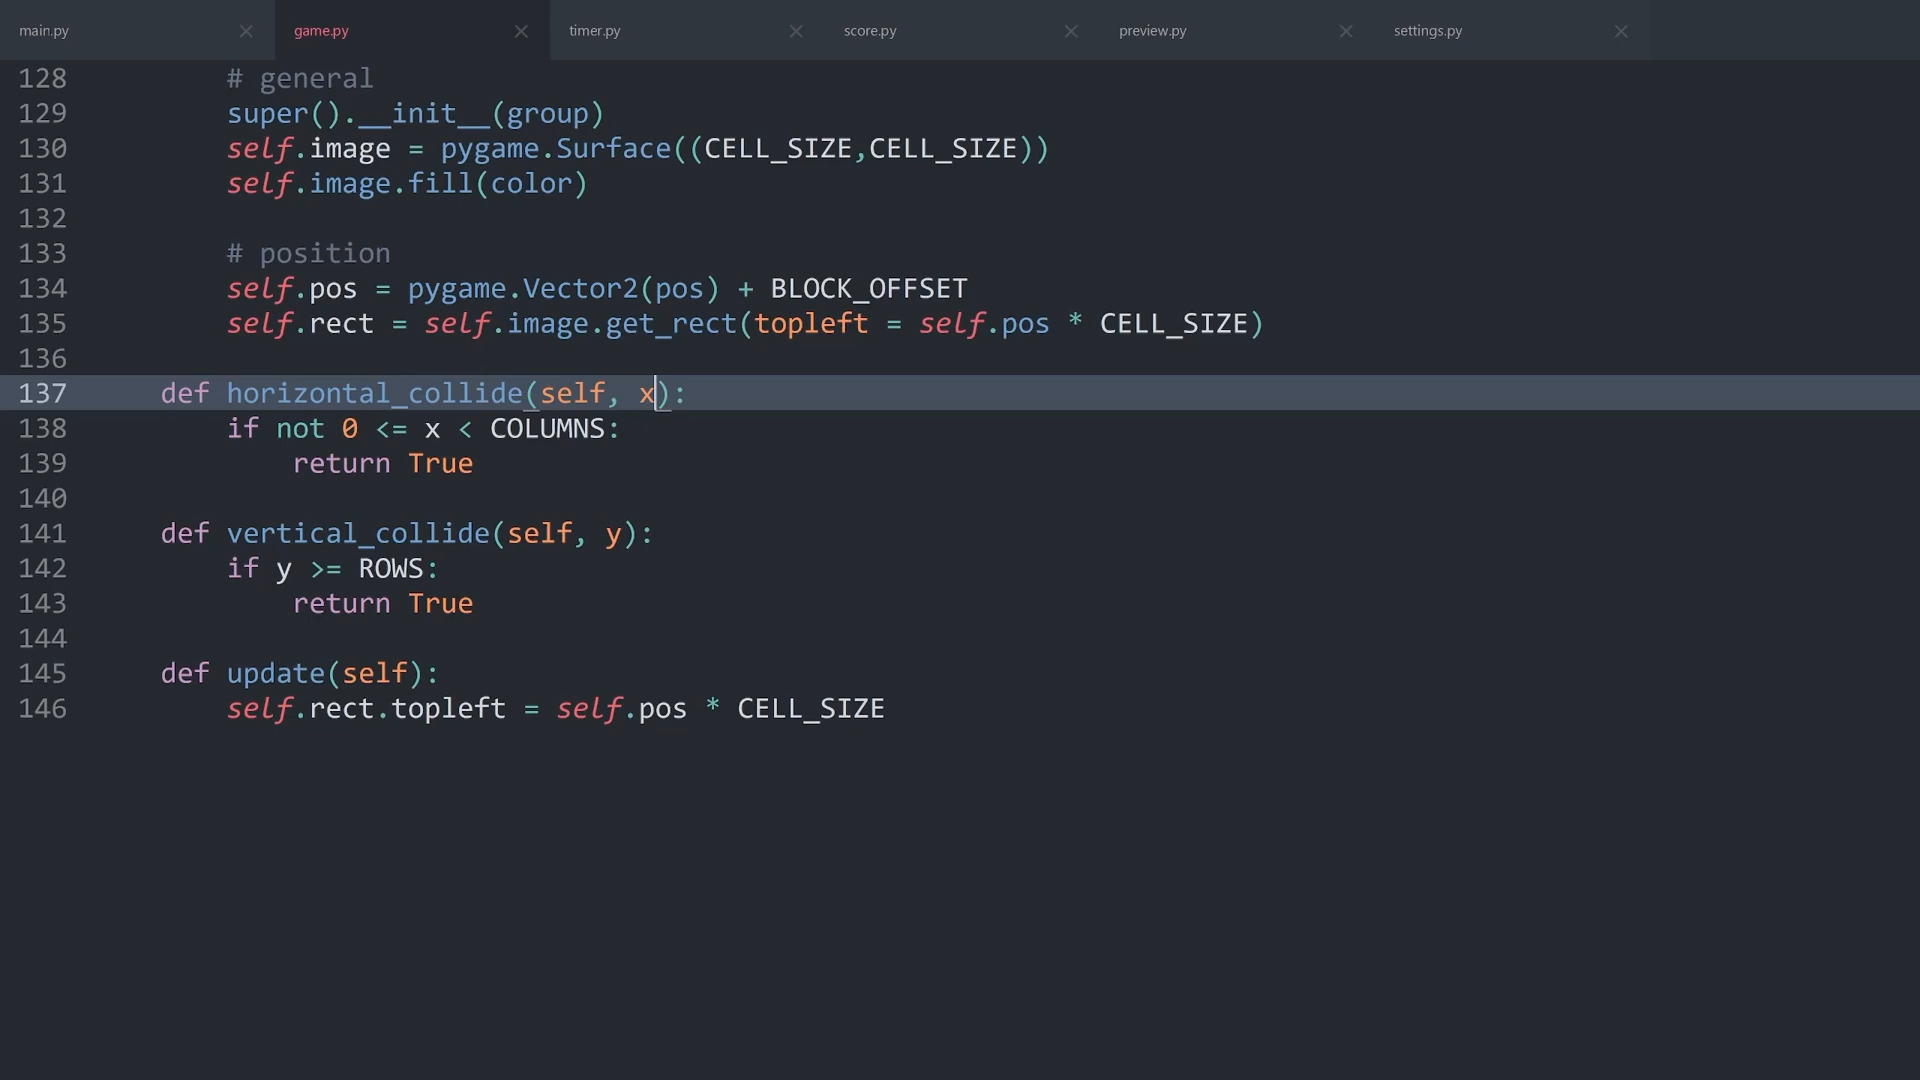 main.py game.py timer.py score.py preview.py settings.py
128 # general
129 super().__init__(group)
130 self.image = pygame.Surface((CELL_SIZE,CELL_SIZE))
131 self.image.fill(color)
132
133 # position
134 self.pos = pygame.Vector2(pos) + BLOCK_OFFSET
135 self.rect = self.image.get_rect(topleft = self.pos * CELL_SIZE)
136
137 def horizontal_collide(self, x):
138 if not 0 <= x < COLUMNS:
139 return True
140
141 def vertical_collide(self, y):
142 if y >= ROWS:
143 return True
144
145 def update(self):
146 self.rect.topleft = self.pos * CELL_SIZE